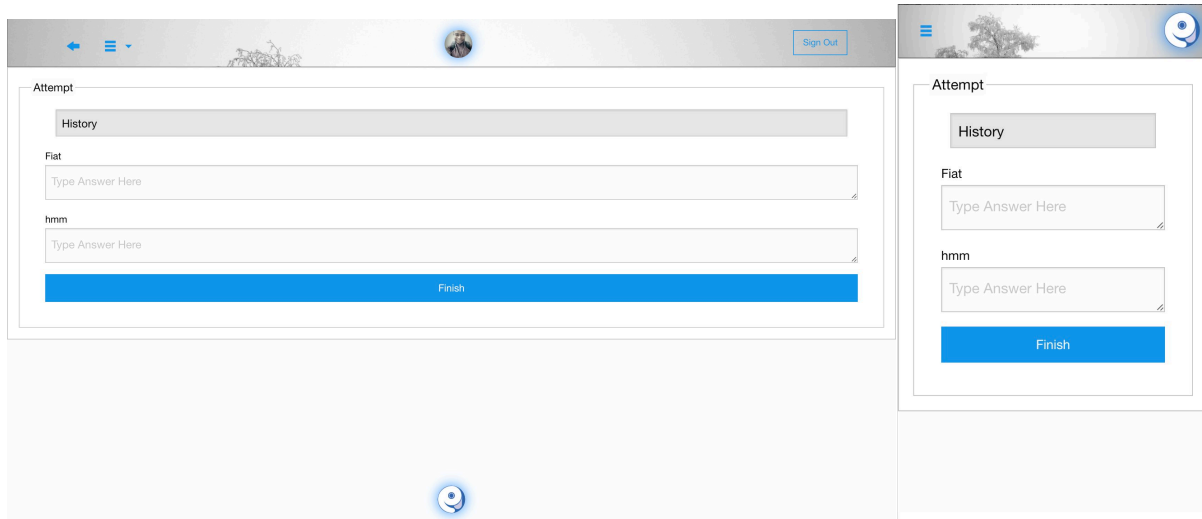 Sign Out
Attempt
History
Fiat
Type Answer Here
hmm
Type Answer Here
Finish
Attempt
History
Fiat
Type Answer Here
hmm
Type Answer Here
Finish